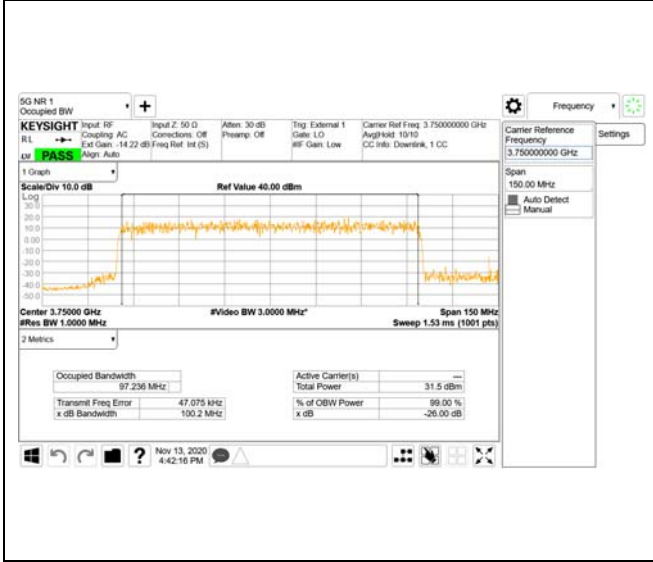 5G NR 1
Occupied BW
+
Frequency
KEYSIGHT
R L
LW
PASS
Input: RF
Coupling: AC
Ext Gain: -14.22 dB
Align: Auto
Input Z: 50 Ω
Corrections: Off
Freq Ref: Int (S)
Atten: 30 dB
Preamp: Off
Trig: External 1
Gate: LO
#IF Gain: Low
Carrier Ref Freq: 3.750000000 GHz
Avg|Hold: 10/10
CC Info: Downlink, 1 CC
Carrier Reference
Frequency
3.750000000 GHz
Settings
Span
150.00 MHz
Auto Detect
Manual
1 Graph
Scale/Div 10.0 dB
Ref Value 40.00 dBm
Log
30.0
20.0
10.0
0.00
-10.0
-20.0
-30.0
-40.0
-50.0
Center 3.75000 GHz
#Video BW 3.0000 MHz*
Span 150 MHz
#Res BW 1.0000 MHz
Sweep 1.53 ms (1001 pts)
2 Metrics
Occupied Bandwidth
97.236 MHz
Transmit Freq Error 47.075 kHz
x dB Bandwidth 100.2 MHz
Active Carrier(s) ---
Total Power 31.5 dBm
% of OBW Power 99.00 %
x dB -26.00 dB
?
Nov 13, 2020
4:42:16 PM